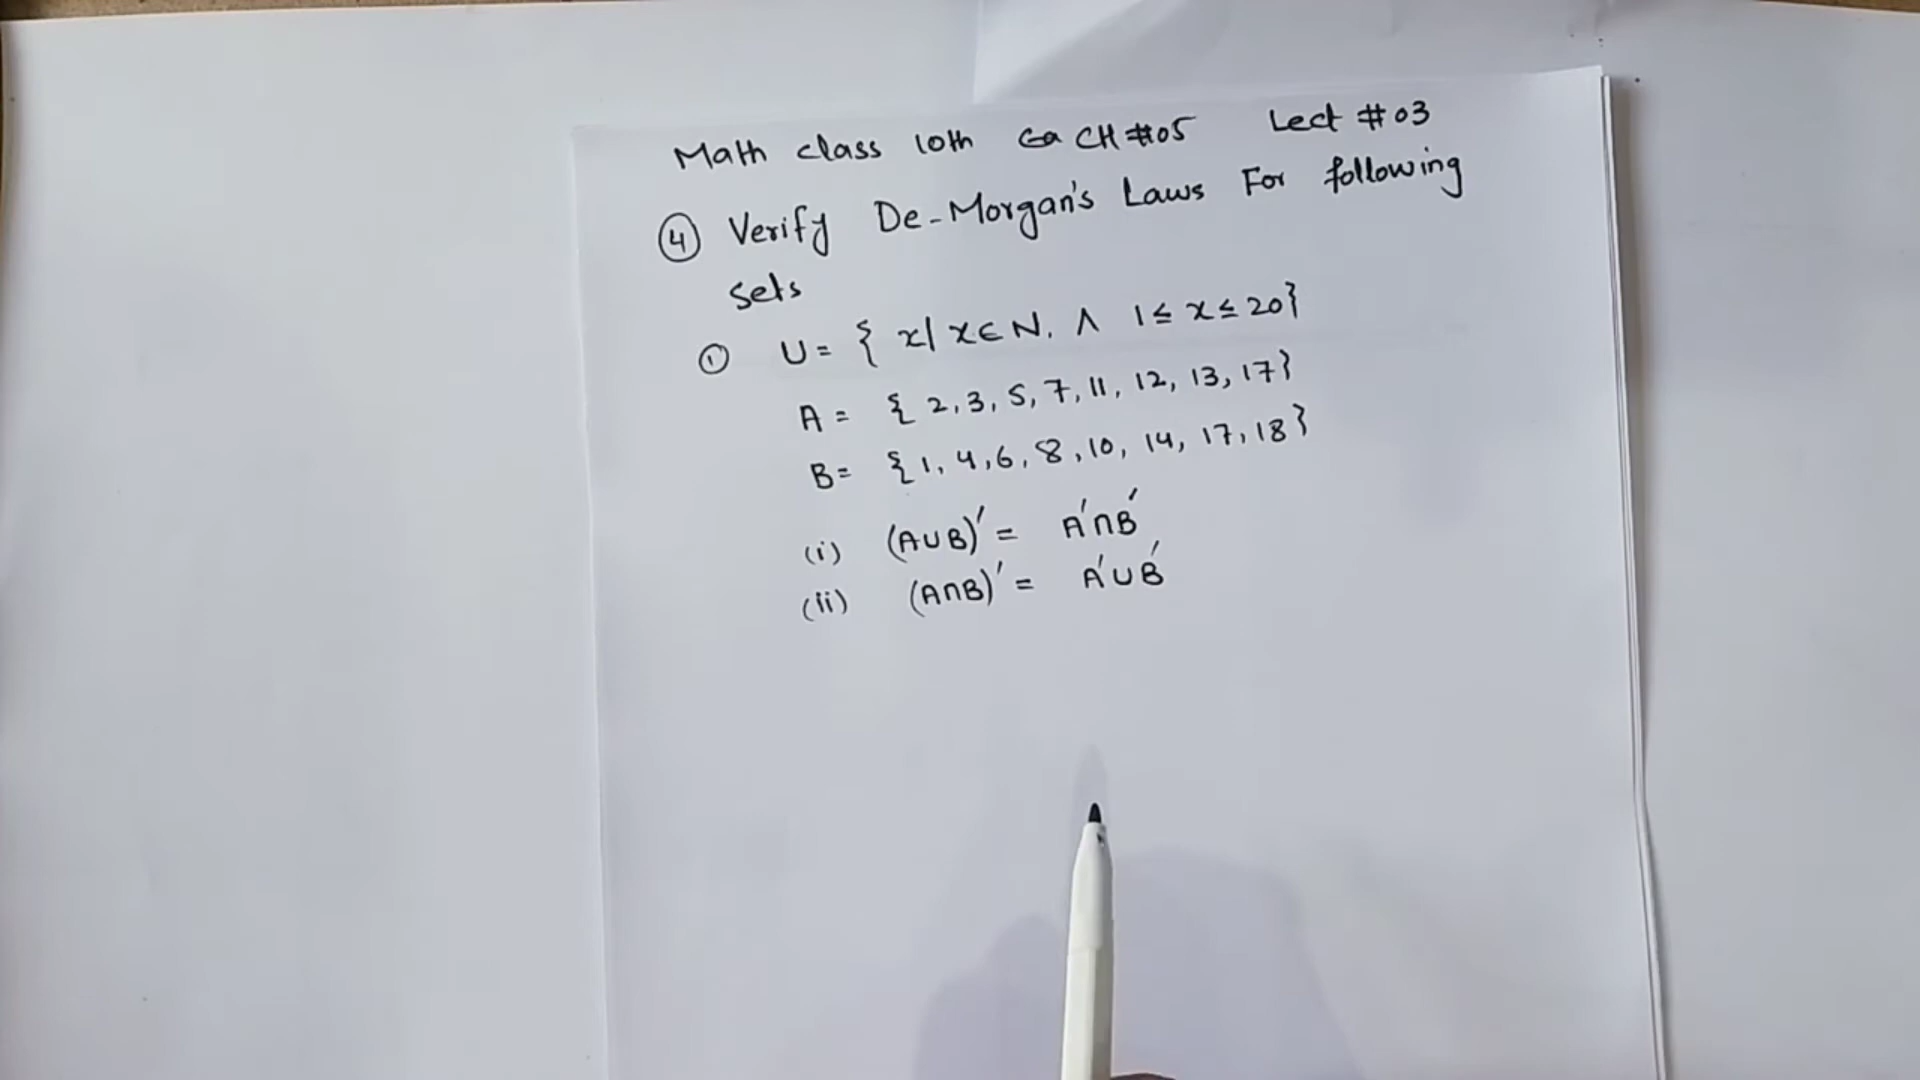 Math class 10th Ga CH #05 Lect #03
④ Verify De-Morgan's Laws For following
sets
① U = { x| x∈N. ∧ 1 ≤ x ≤ 20}
A = { 2, 3, 5, 7, 11, 12, 13, 17}
B = { 1, 4, 6, 8, 10, 14, 17, 18}
(i) (A∪B)' = A'∩B'
(ii) (A∩B)' = A'∪B'